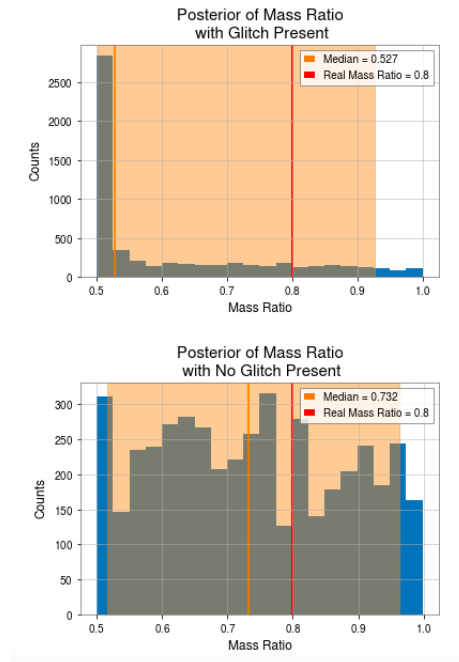 Posterior of Mass Ratio
with Glitch Present
Median = 0.527
Real Mass Ratio = 0.8
2500
2000
1500
1000
500
0
Counts
0.5 0.6 0.7 0.8 0.9 1.0
Mass Ratio
Posterior of Mass Ratio
with No Glitch Present
Median = 0.732
Real Mass Ratio = 0.8
300
250
200
150
100
50
0
Counts
0.5 0.6 0.7 0.8 0.9 1.0
Mass Ratio